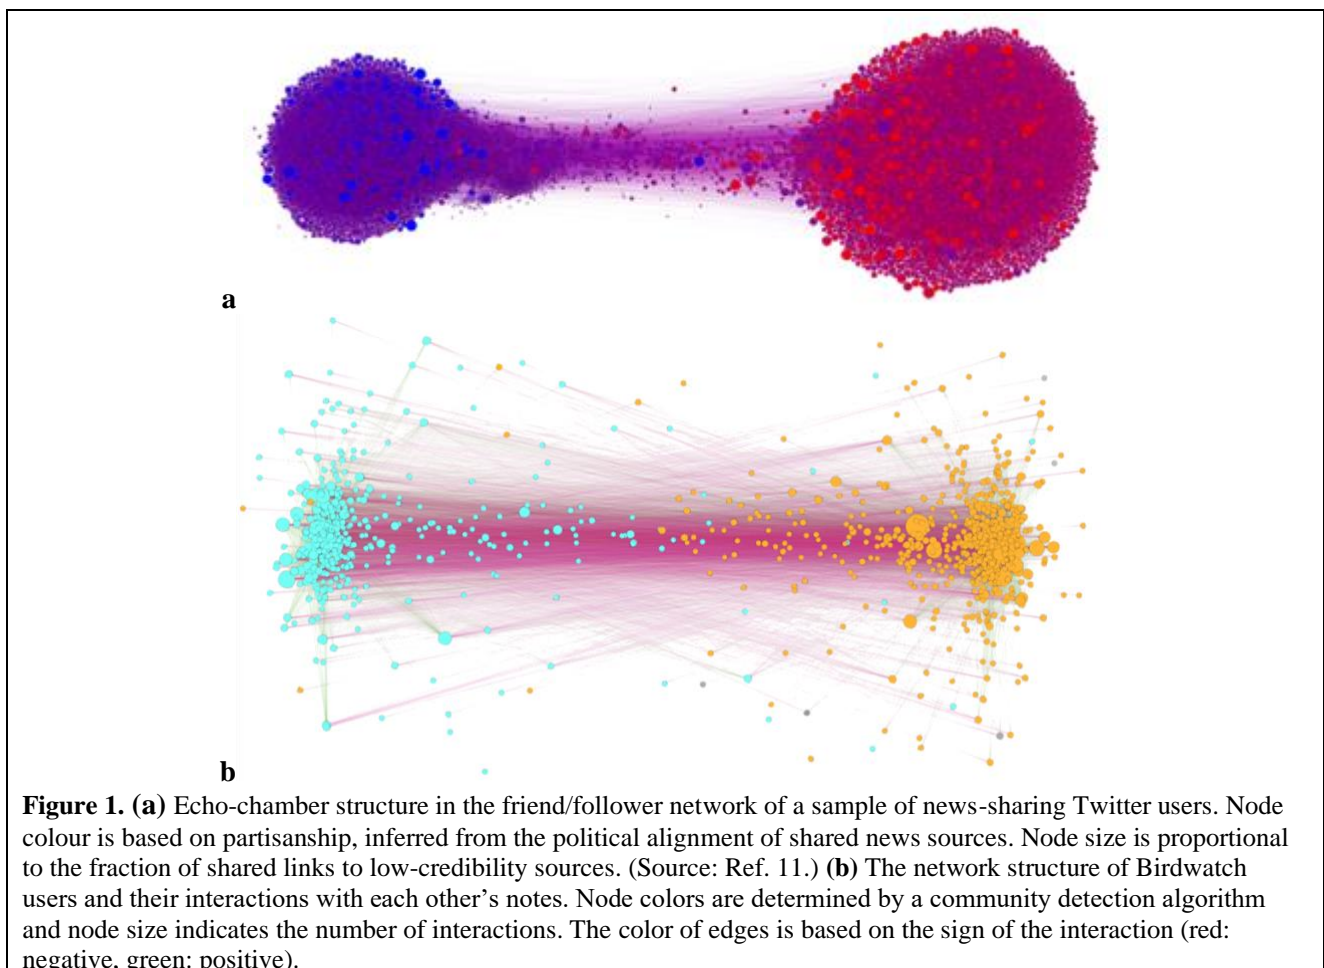 a
b
Figure 1. (a) Echo-chamber structure in the friend/follower network of a sample of news-sharing Twitter users. Node
colour is based on partisanship, inferred from the political alignment of shared news sources. Node size is proportional
to the fraction of shared links to low-credibility sources. (Source: Ref. 11.) (b) The network structure of Birdwatch
users and their interactions with each other’s notes. Node colors are determined by a community detection algorithm
and node size indicates the number of interactions. The color of edges is based on the sign of the interaction (red:
negative, green: positive).